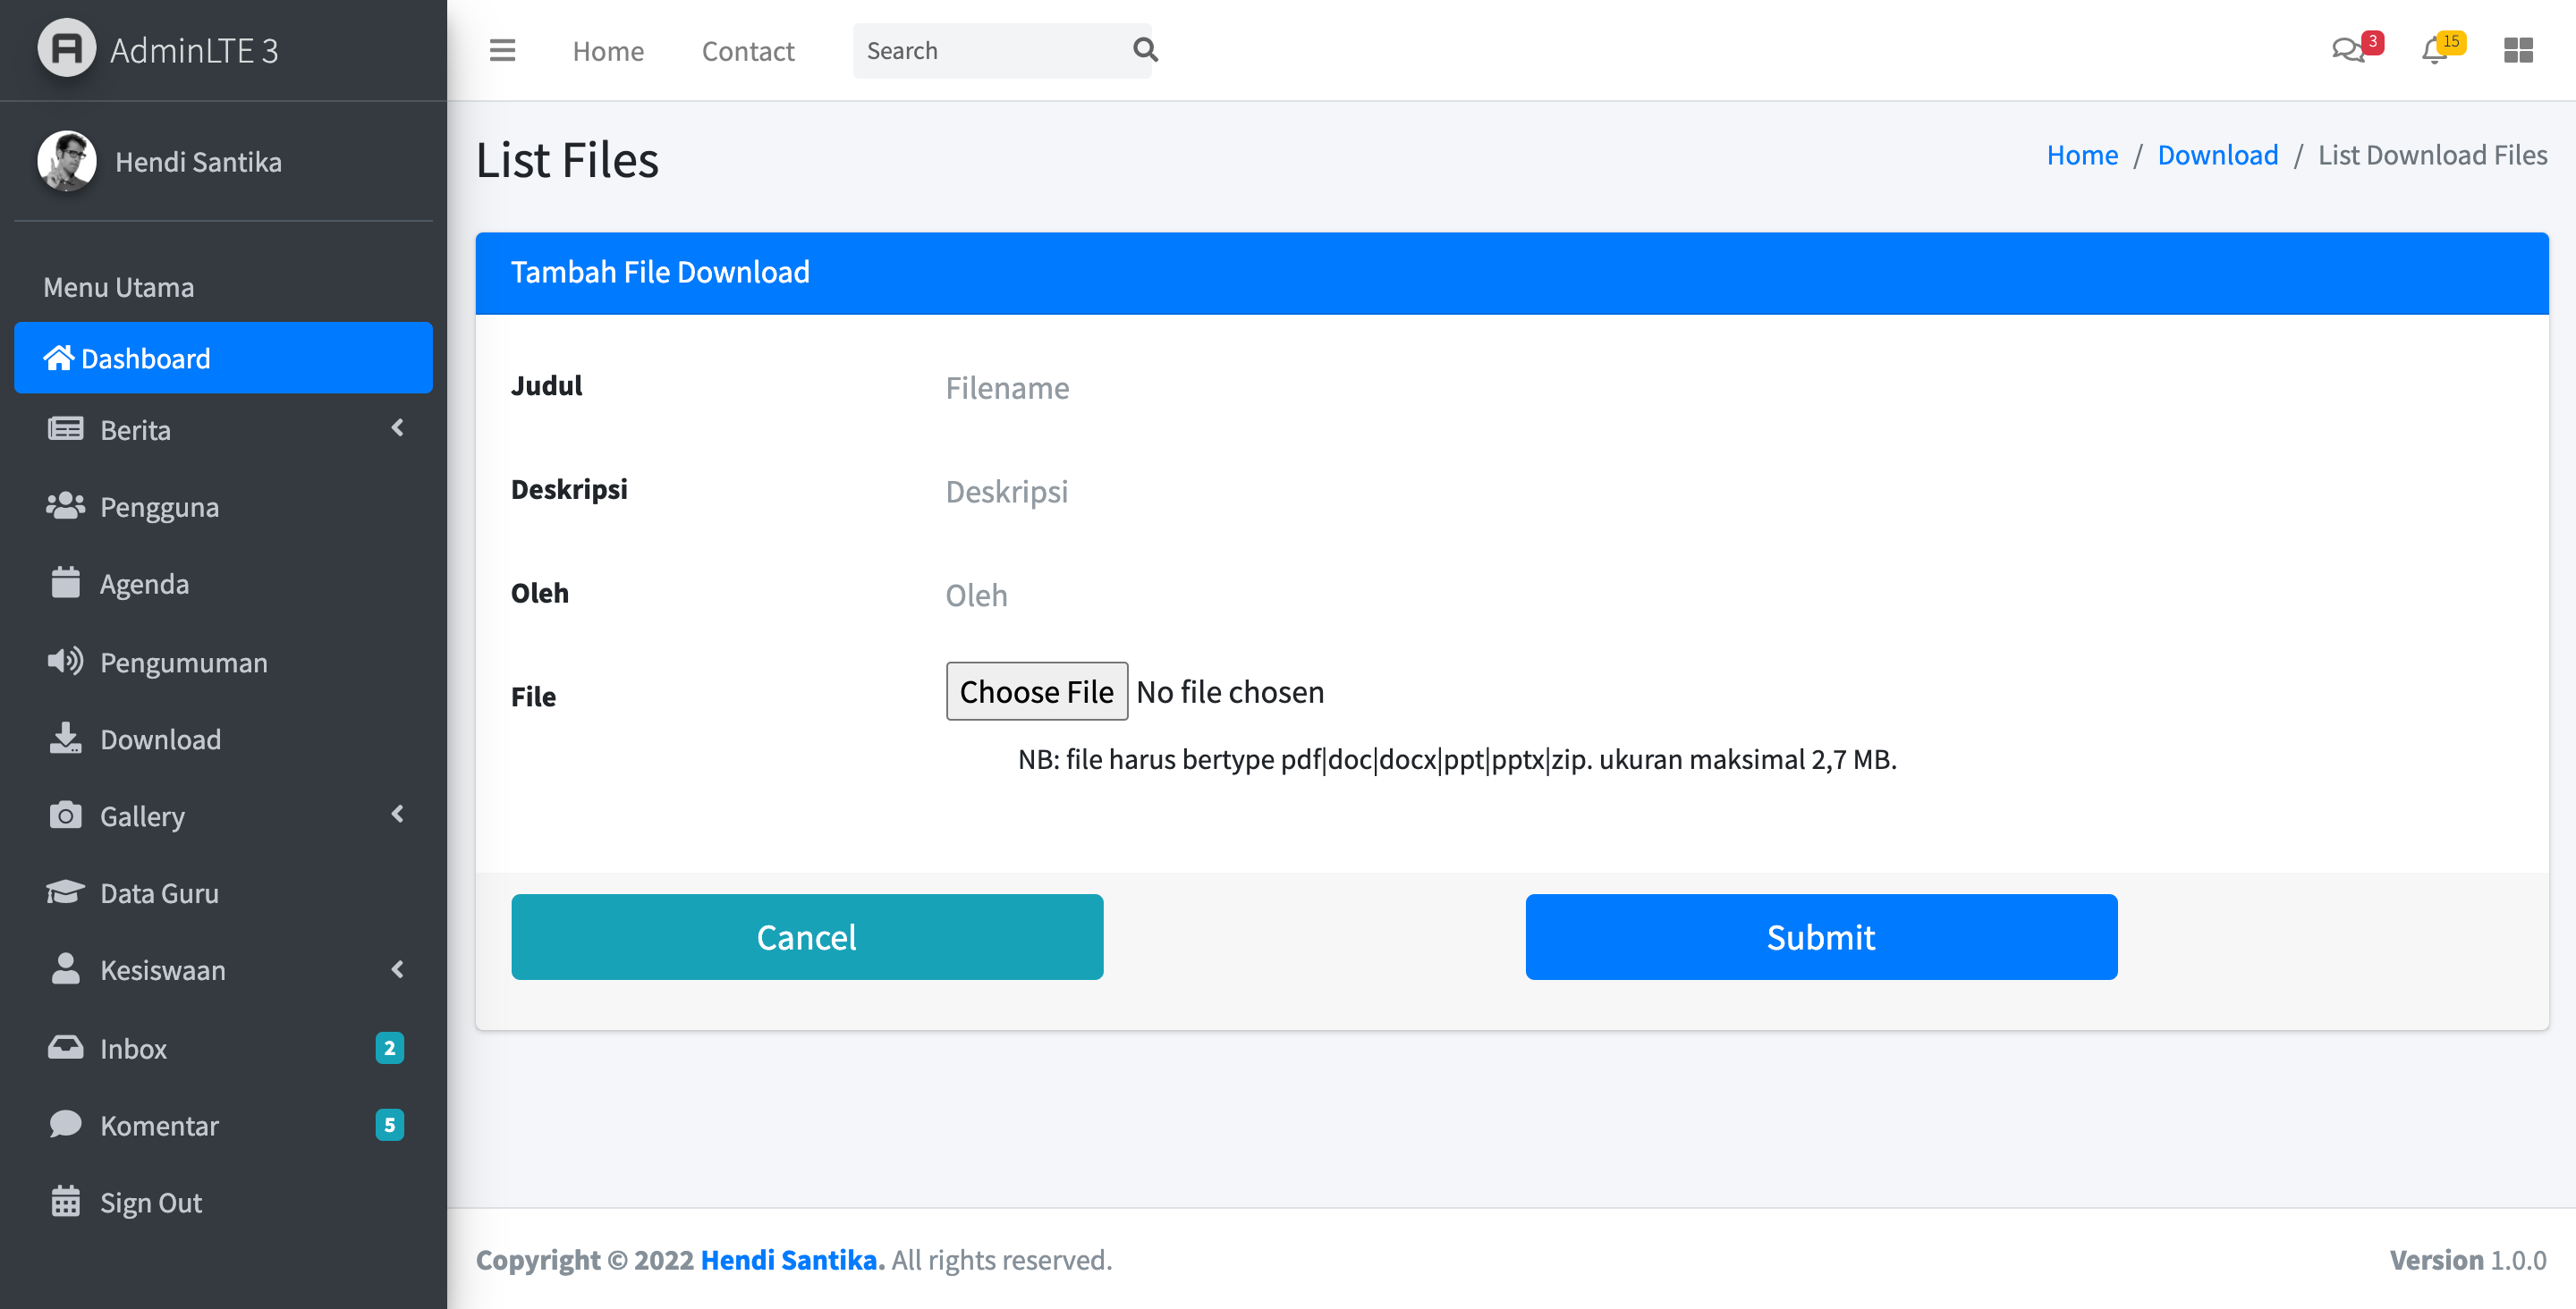 AdminLTE 3
Hendi Santika
Menu Utama
Dashboard
Berita
Pengguna
Agenda
Pengumuman
Download
Gallery
Data Guru
Kesiswaan
Inbox 2
Komentar 5
Sign Out
Home Contact Search 3 15
List Files
Home / Download / List Download Files
Tambah File Download
Judul Filename
Deskripsi Deskripsi
Oleh Oleh
File Choose File No file chosen
NB: file harus bertype pdf|doc|docx|ppt|pptx|zip. ukuran maksimal 2,7 MB.
Cancel Submit
Copyright © 2022 Hendi Santika. All rights reserved. Version 1.0.0